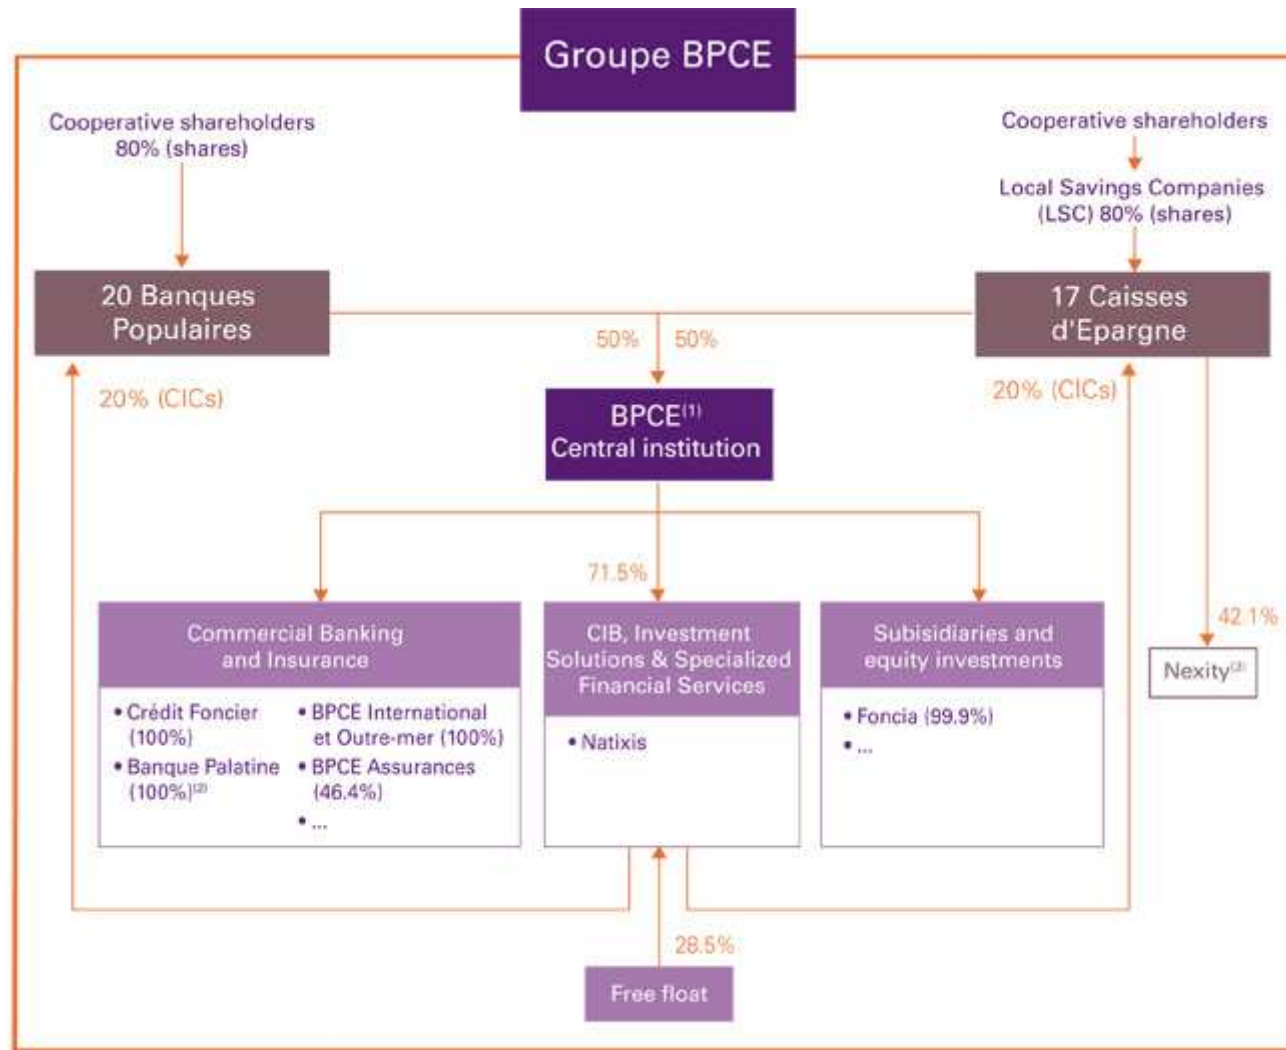 Groupe BPCE
Cooperative shareholders
80% (shares)
Cooperative shareholders
Local Savings Companies
(LSC) 80% (shares)
20 Banques
Populaires
17 Caisses
d'Epargne
50%
50%
20% (CICs)
20% (CICs)
BPCE(1)
Central institution
71.5%
42.1%
Commercial Banking
and Insurance
• Crédit Foncier
(100%)
• Banque Palatine
(100%)(2)
• BPCE International
et Outre-mer (100%)
• BPCE Assurances
(46.4%)
• ...
CIB, Investment
Solutions & Specialized
Financial Services
• Natixis
Subisidiaries and
equity investments
• Foncia (99.9%)
• ...
Nexity(3)
28.5%
Free float